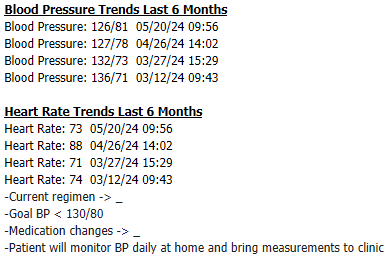 Blood Pressure Trends Last 6 Months
Blood Pressure: 126/81 05/20/24 09:56
Blood Pressure: 127/78 04/26/24 14:02
Blood Pressure: 132/73 03/27/24 15:29
Blood Pressure: 136/71 03/12/24 09:43
Heart Rate Trends Last 6 Months
Heart Rate: 73 05/20/24 09:56
Heart Rate: 88 04/26/24 14:02
Heart Rate: 71 03/27/24 15:29
Heart Rate: 74 03/12/24 09:43
-Current regimen -> _
-Goal BP < 130/80
-Medication changes -> _
-Patient will monitor BP daily at home and bring measurements to clinic